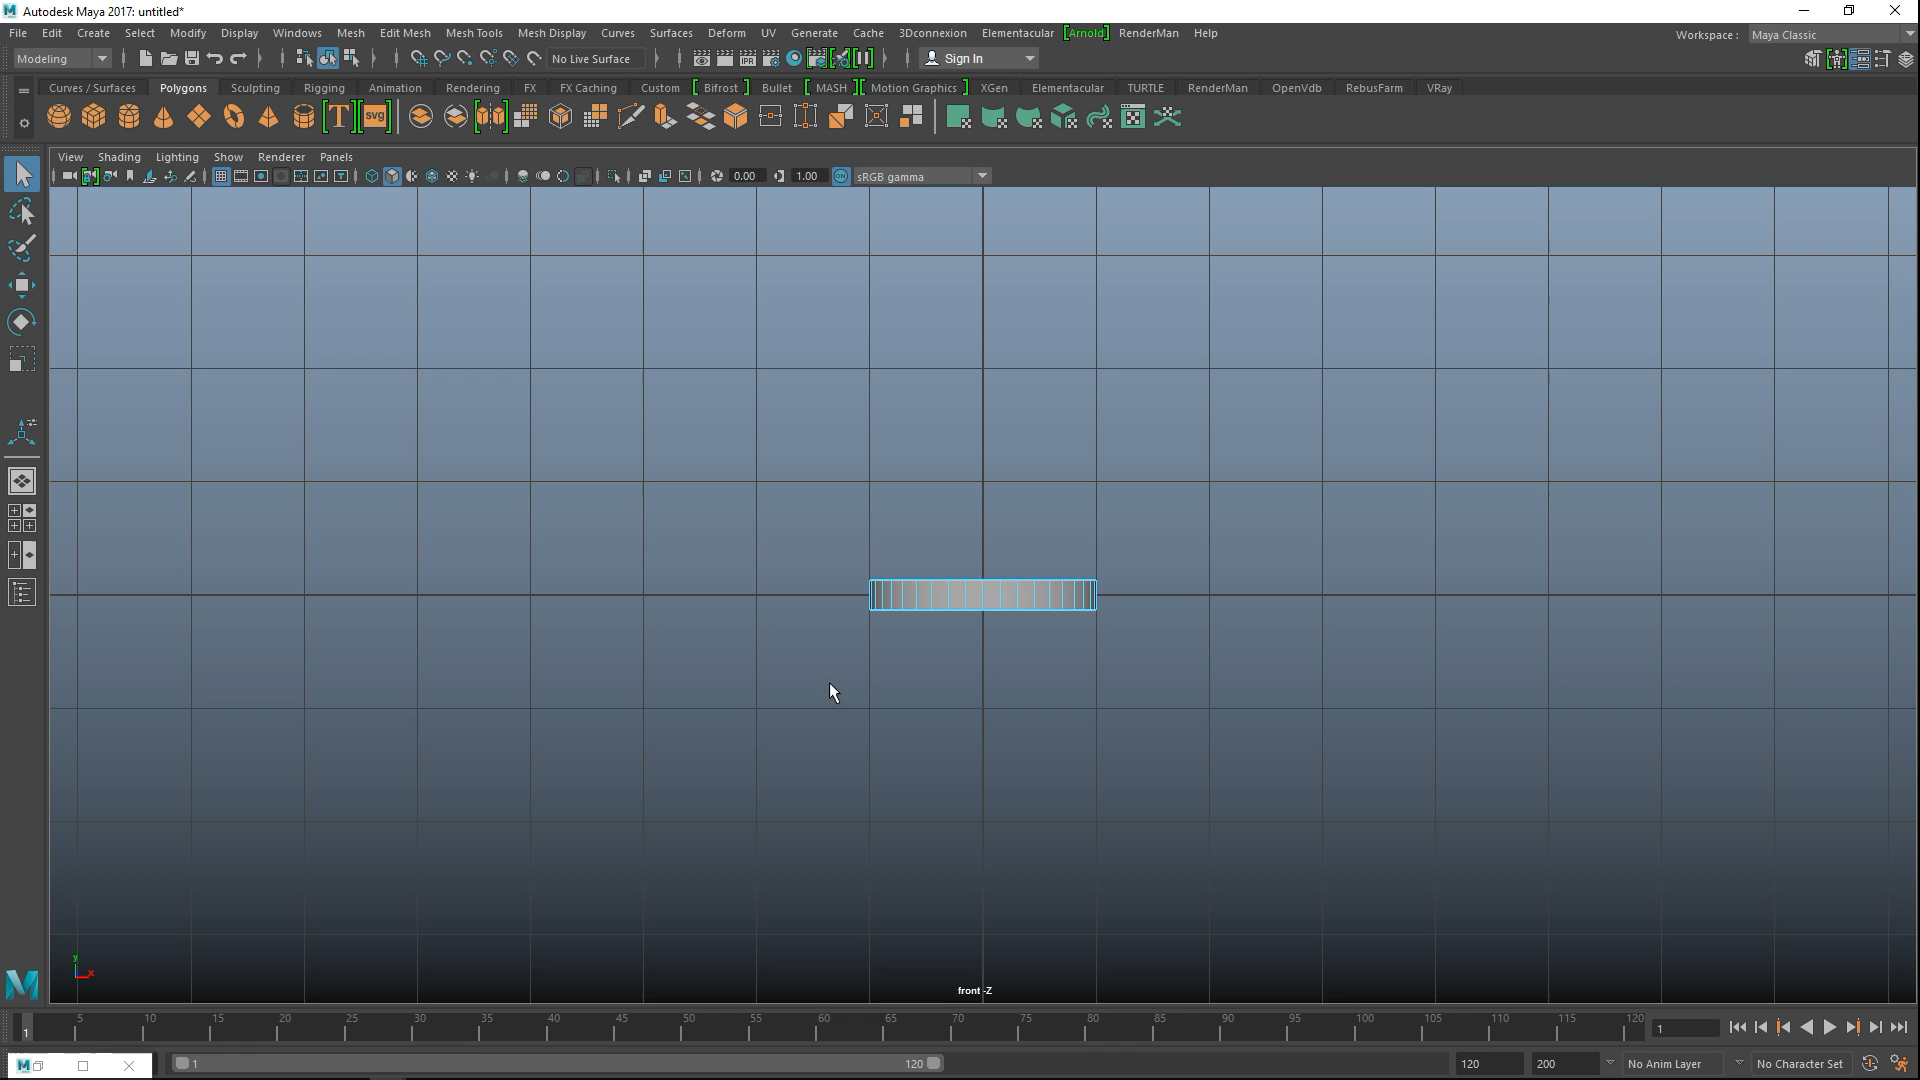 Autodesk Maya 2017: untitled*
File Edit Create Select Modify Display Windows Mesh Edit Mesh Mesh Tools Mesh Display Curves Surfaces Deform UV Generate Cache 3Dconnexion Elementacular [Arnold] RenderMan Help Workspace : Maya Classic
Modeling No Live Surface IPR Sign In
Curves / Surfaces Polygons Sculpting Rigging Animation Rendering FX FX Caching Custom [ Bifrost ] Bullet [ MASH ][ Motion Graphics ] XGen Elementacular TURTLE RenderMan OpenVdb RebusFarm VRay
T svg
View Shading Lighting Show Renderer Panels
0.00 1.00 ON sRGB gamma
y
x
front -Z
1 5 10 15 20 25 30 35 40 45 50 55 60 65 70 75 80 85 90 95 100 105 110 115 120 1
1 120 120 200 No Anim Layer No Character Set